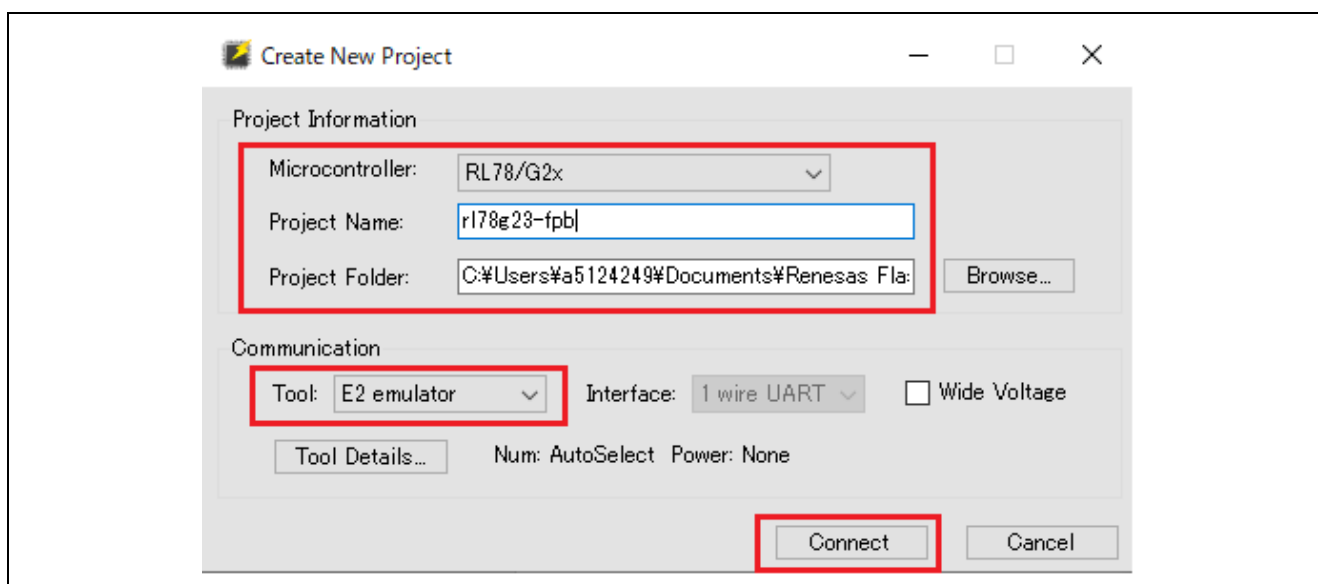 Create New Project
Project Information
Microcontroller: RL78/G2x
Project Name: rl78g23-fpb
Project Folder: C:¥Users¥a5124249¥Documents¥Renesas Fla Browse...
Communication
Tool: E2 emulator Interface: 1 wire UART Wide Voltage
Tool Details... Num: AutoSelect Power: None
Connect Cancel